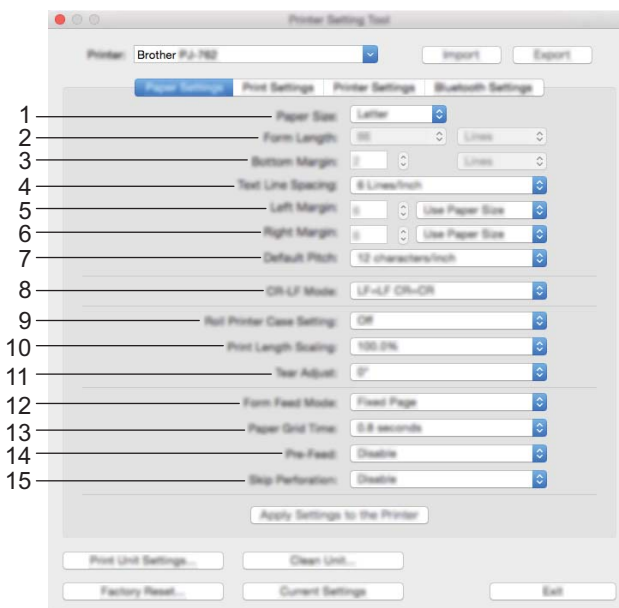 Printer Setting Tool
Printer: Brother PJ-762 Import Export
Paper Settings Print Settings Printer Settings Bluetooth Settings
1 Paper Size: Letter
2 Form Length: Lines
3 Bottom Margin: 2 Lines
4 Text Line Spacing: 6 Lines/Inch
5 Left Margin: Use Paper Size
6 Right Margin: Use Paper Size
7 Default Pitch: 12 characters/inch
8 CR-LF Mode: LF=LF CR=CR
9 Roll Printer Case Setting: Off
10 Print Length Scaling: 100.0%
11 Tear Adjust: 0"
12 Form Feed Mode: Fixed Page
13 Paper Grid Time: 0.8 seconds
14 Pre-Feed: Disable
15 Skip Perforation: Disable
Apply Settings to the Printer
Print Unit Settings... Clean Unit...
Factory Reset... Current Settings Exit